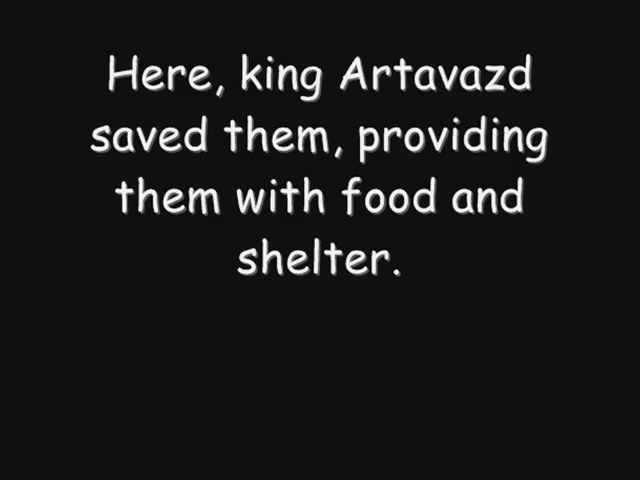 Here, king Artavazd
saved them, providing
them with food and
shelter.